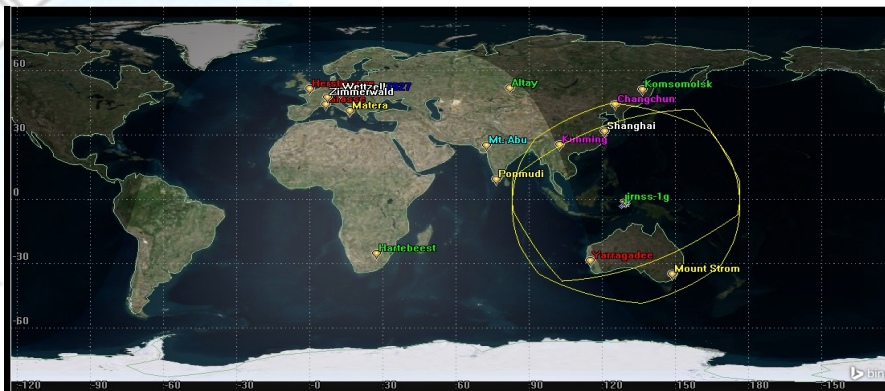 60
Altay
Komsomolsk
Wettzell
Zimmerwald
Changchun
Matera
Shanghai
30
Mt. Abu
Kunming
Ponmudi
0
irnss-1g
Hartebeest
Yarragadee
-30
Mount Strom
-60
-120 -90 -60 -30 -0 30 60 90 120 150 180 -150
bing